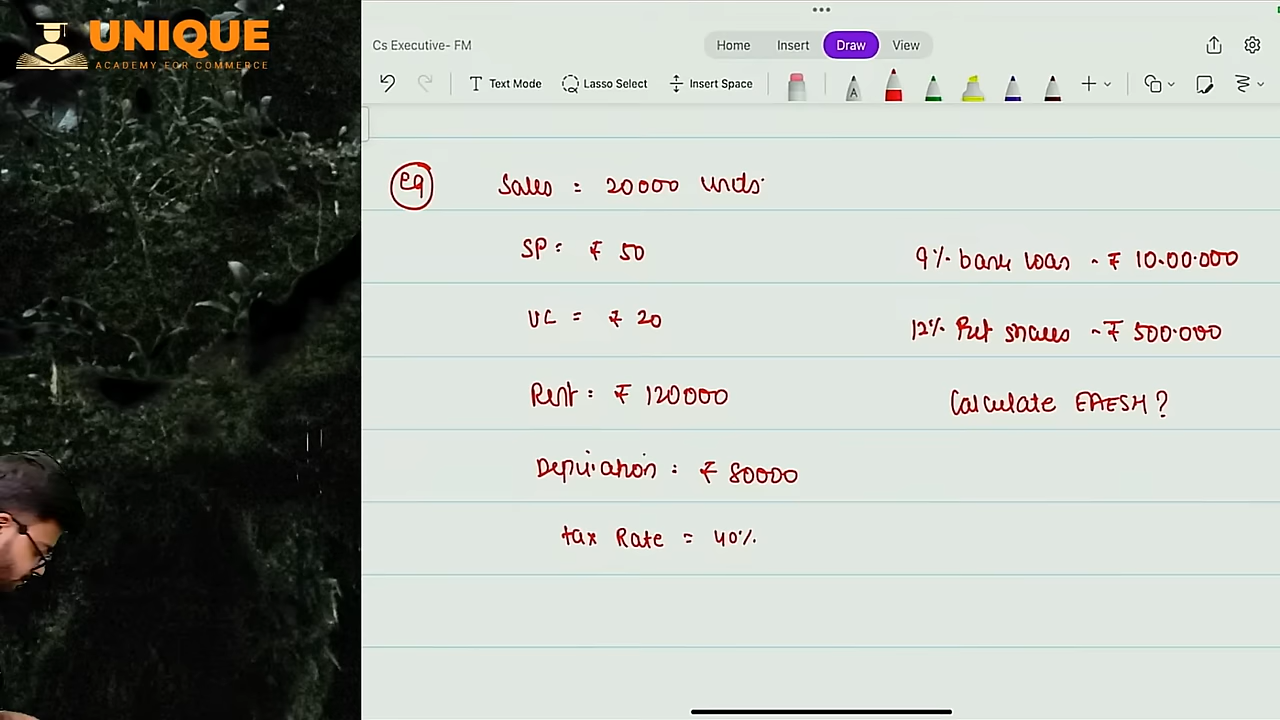 UNIQUE
ACADEMY FOR COMMERCE
Cs Executive- FM
Home Insert Draw View
Text Mode Lasso Select Insert Space
A
eg Sales = 20000 units.
SP = ₹ 50
VC = ₹ 20
Rent = ₹ 120000
Depreciation = ₹ 80000
tax Rate = 40%
9% bank loan - ₹ 10.00.000
12% Pref shares - ₹ 500.000
Calculate EAESH?